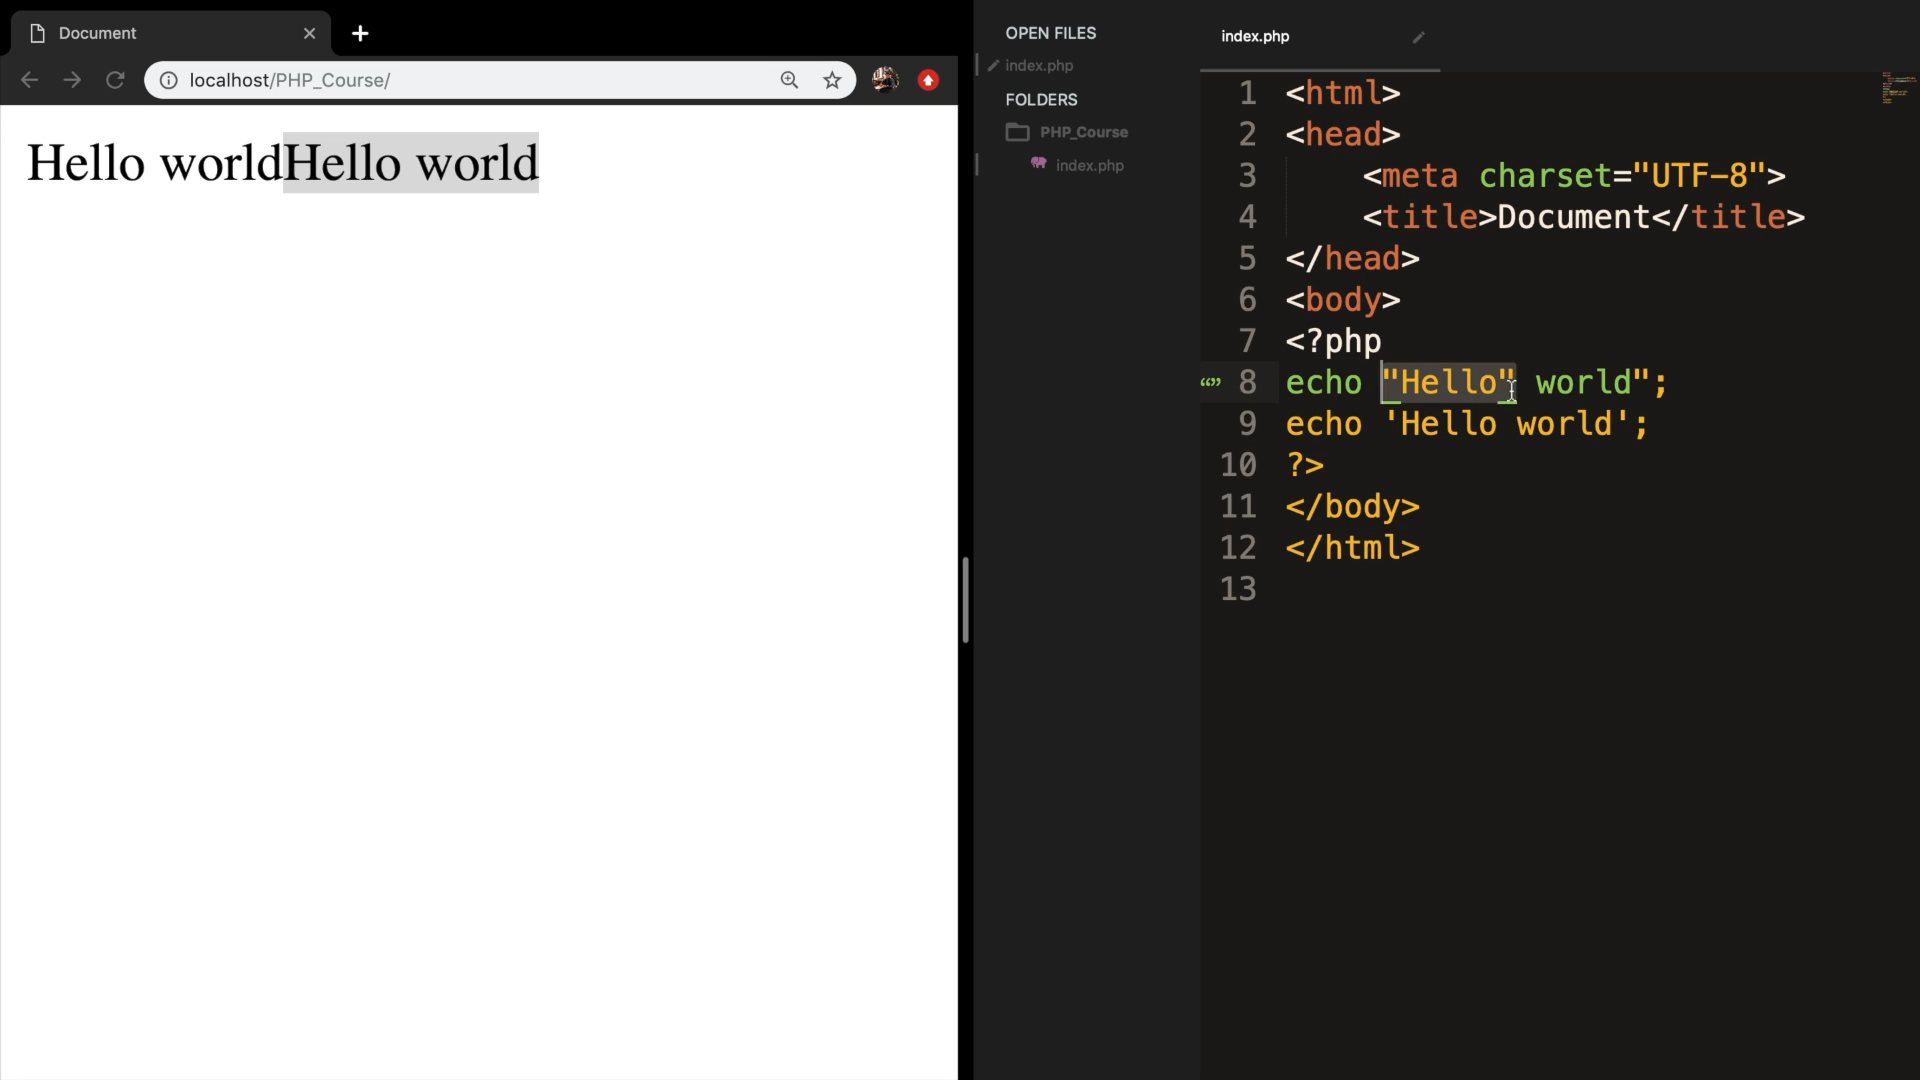 Document
localhost/PHP_Course/
Hello worldHello world
OPEN FILES
index.php
FOLDERS
PHP_Course
index.php
index.php
1 <html>
2 <head>
3 <meta charset="UTF-8">
4 <title>Document</title>
5 </head>
6 <body>
7 <?php
8 echo "Hello" world";
9 echo 'Hello world';
10 ?>
11 </body>
12 </html>
13